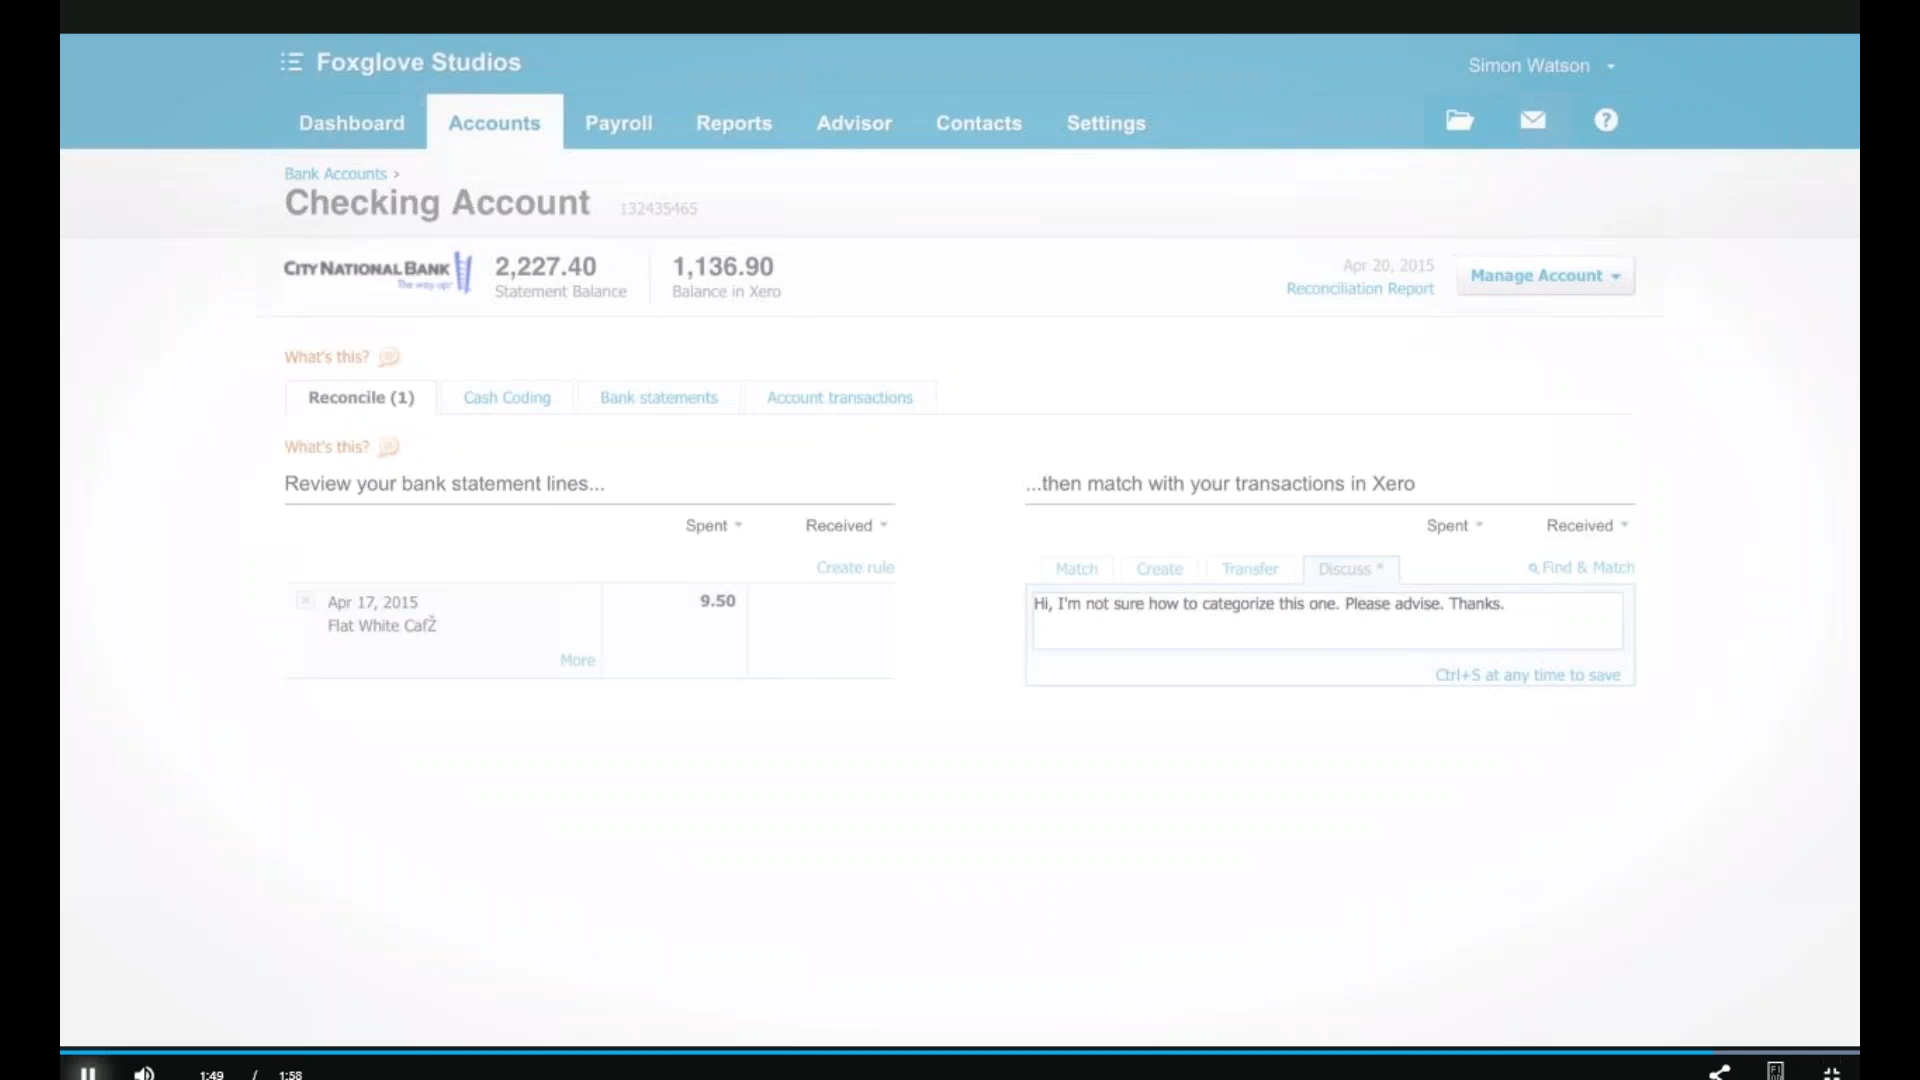 Foxglove Studios
Simon Watson
Dashboard Accounts Payroll Reports Advisor Contacts Settings
Bank Accounts >
Checking Account 132435465
CITY NATIONAL BANK
The way up.
2,227.40
Statement Balance
1,136.90
Balance in Xero
Apr 20, 2015
Reconciliation Report
Manage Account
What's this?
Reconcile (1) Cash Coding Bank statements Account transactions
What's this?
Review your bank statement lines...
Spent Received
Create rule
Apr 17, 2015
9.50
Flat White CafŽ
More
...then match with your transactions in Xero
Spent Received
Match Create Transfer Discuss * Find & Match
Hi, I'm not sure how to categorize this one. Please advise. Thanks.
Ctrl+S at any time to save
1:49 / 1:58